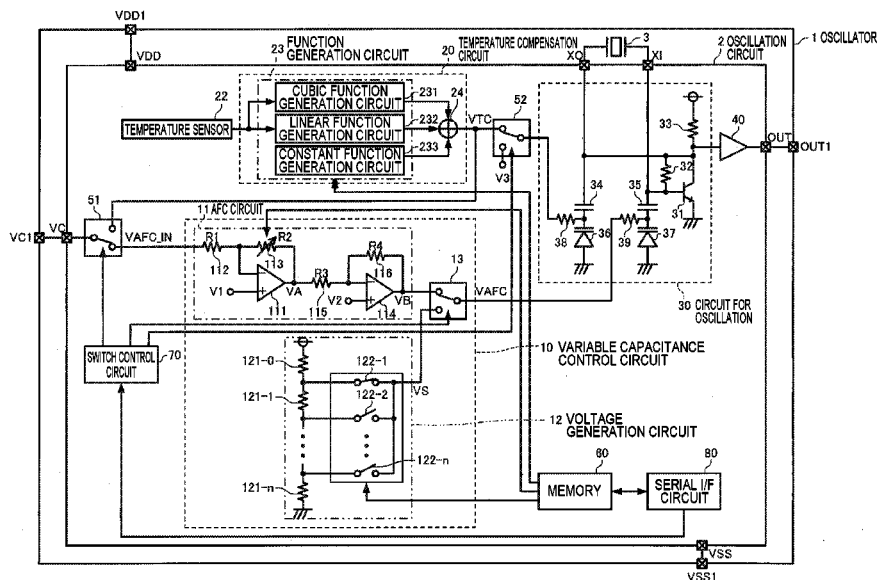 VDD1
VDD
1 OSCILLATOR
2 OSCILLATION
CIRCUIT
3
XO
XI
20
TEMPERATURE COMPENSATION
CIRCUIT
23
FUNCTION
GENERATION CIRCUIT
22
TEMPERATURE SENSOR
CUBIC FUNCTION
GENERATION CIRCUIT
231
LINEAR FUNCTION
GENERATION CIRCUIT
232
CONSTANT FUNCTION
GENERATION CIRCUIT
233
24
VTC
52
V3
33
40
OUT
OUT1
32
31
34
35
36
37
38
39
30 CIRCUIT FOR
OSCILLATION
51
VC1
VC
VAFC_IN
11 AFC CIRCUIT
R1
112
R2
113
V1
111
VA
R3
115
R4
116
V2
114
VB
13
VAFC
SWITCH CONTROL
CIRCUIT
70
10 VARIABLE CAPACITANCE
CONTROL CIRCUIT
121-0
121-1
121-n
122-1
122-2
122-n
VS
12 VOLTAGE
GENERATION CIRCUIT
60
MEMORY
80
SERIAL I/F
CIRCUIT
VSS
VSS1